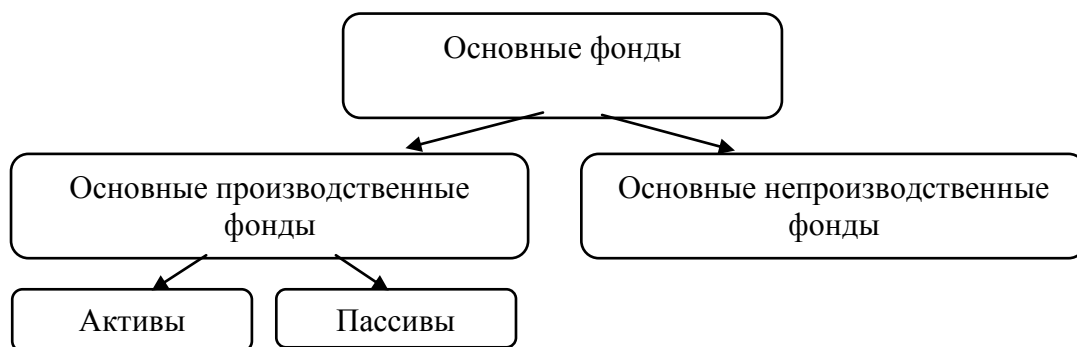 Основные фонды
Основные производственные
фонды
Основные непроизводственные
фонды
Активы
Пассивы